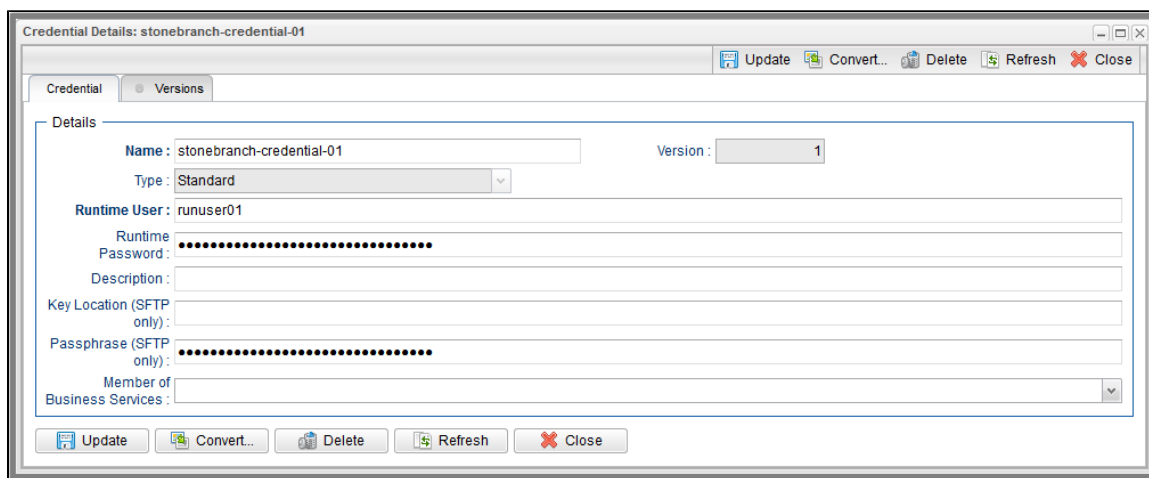 Credential Details: stonebranch-credential-01
Update Convert... Delete Refresh Close
Credential Versions
Details
Name : stonebranch-credential-01 Version : 1
Type : Standard
Runtime User : runuser01
Runtime
Password : ••••••••••••••••••••••••••••••••
Description :
Key Location (SFTP
only) :
Passphrase (SFTP
only) : ••••••••••••••••••••••••••••••••
Member of
Business Services :
Update Convert... Delete Refresh Close